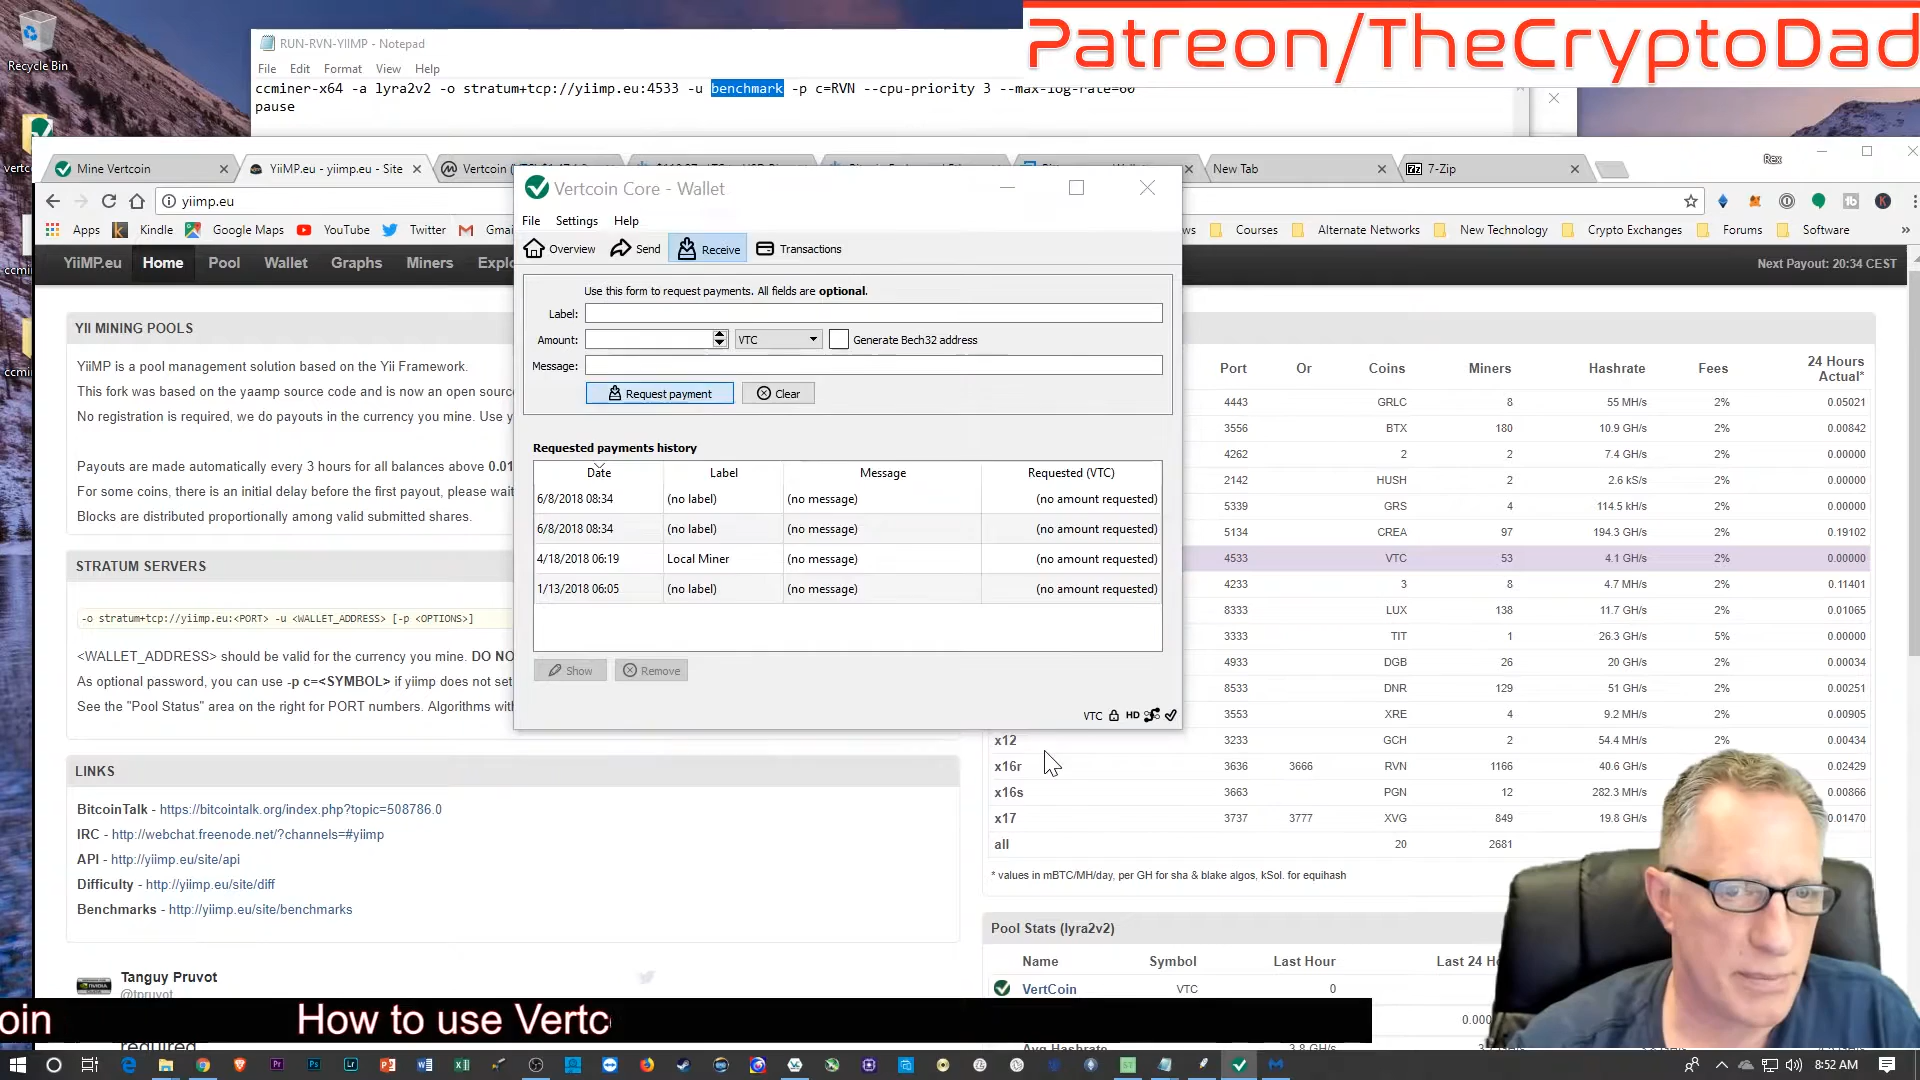 Patreon/TheCryptoDad
Recycle Bin
RUN-RVN-YIIMP - Notepad
File Edit Format View Help
ccminer-x64 -a lyra2v2 -o stratum+tcp://yiimp.eu:4533 -u benchmark -p c=RVN --cpu-priority 3 --max-log-rate=60
pause
Mine Vertcoin
YiiMP.eu - yiimp.eu - Site
Vertcoin
New Tab
7-Zip
Rex
yiimp.eu
Apps Kindle Google Maps YouTube Twitter Courses Alternate Networks New Technology Crypto Exchanges Forums Software
YiiMP.eu Home Pool Wallet Graphs Miners
Next Payout: 20:34 CEST
Vertcoin Core - Wallet
File Settings Help
Overview Send Receive Transactions
Use this form to request payments. All fields are optional.
Label:
Amount: VTC Generate Bech32 address
Message:
Request payment Clear
Requested payments history
Date Label Message Requested (VTC)
6/8/2018 08:34 (no label) (no message) (no amount requested)
6/8/2018 08:34 (no label) (no message) (no amount requested)
4/18/2018 06:19 Local Miner (no message) (no amount requested)
1/13/2018 06:05 (no label) (no message) (no amount requested)
Show Remove
VTC HD
YII MINING POOLS
YiiMP is a pool management solution based on the Yii Framework.
This fork was based on the yaamp source code and is now an open source
No registration is required, we do payouts in the currency you mine. Use
Payouts are made automatically every 3 hours for all balances above 0.01
For some coins, there is an initial delay before the first payout, please wait
Blocks are distributed proportionally among valid submitted shares.
STRATUM SERVERS
-o stratum+tcp://yiimp.eu:<PORT> -u <WALLET_ADDRESS> [-p <OPTIONS>]
<WALLET_ADDRESS> should be valid for the currency you mine. DO
As optional password, you can use -p c=<SYMBOL> if yiimp does not set
See the "Pool Status" area on the right for PORT numbers. Algorithms
LINKS
BitcoinTalk - https://bitcointalk.org/index.php?topic=508786.0
IRC - http://webchat.freenode.net/?channels=#yiimp
API - http://yiimp.eu/site/api
Difficulty - http://yiimp.eu/site/diff
Benchmarks - http://yiimp.eu/site/benchmarks
Tanguy Pruvot
@tpruvot
Port Or Coins Miners Hashrate Fees 24 Hours Actual*
4443 GRLC 8 55 MH/s 2% 0.05021
3556 BTX 180 10.9 GH/s 2% 0.00842
4262 2 2 7.4 GH/s 2% 0.00000
2142 HUSH 2 2.6 kS/s 2% 0.00000
5339 GRS 4 114.5 kH/s 2% 0.00000
5134 CREA 97 194.3 GH/s 2% 0.19102
4533 VTC 53 4.1 GH/s 2% 0.00000
4233 3 8 4.7 MH/s 2% 0.11401
8333 LUX 138 11.7 GH/s 2% 0.01065
3333 TIT 1 26.3 GH/s 5% 0.00000
4933 DGB 26 20 GH/s 2% 0.00034
8533 DNR 129 51 GH/s 2% 0.00251
3553 XRE 4 9.2 MH/s 2% 0.00905
x12 3233 GCH 2 54.4 MH/s 2% 0.00434
x16r 3636 3666 RVN 1166 40.6 GH/s 2% 0.02429
x16s 3663 PGN 12 282.3 MH/s 2% 0.00866
x17 3737 3777 XVG 849 19.8 GH/s 2% 0.01470
all 20 2681
* values in mBTC/MH/day, per GH for sha & blake algos, kSol. for equihash
Pool Stats (lyra2v2)
Name Symbol Last Hour Last 24
VertCoin VTC 0
oin How to use Vertc
8:52 AM